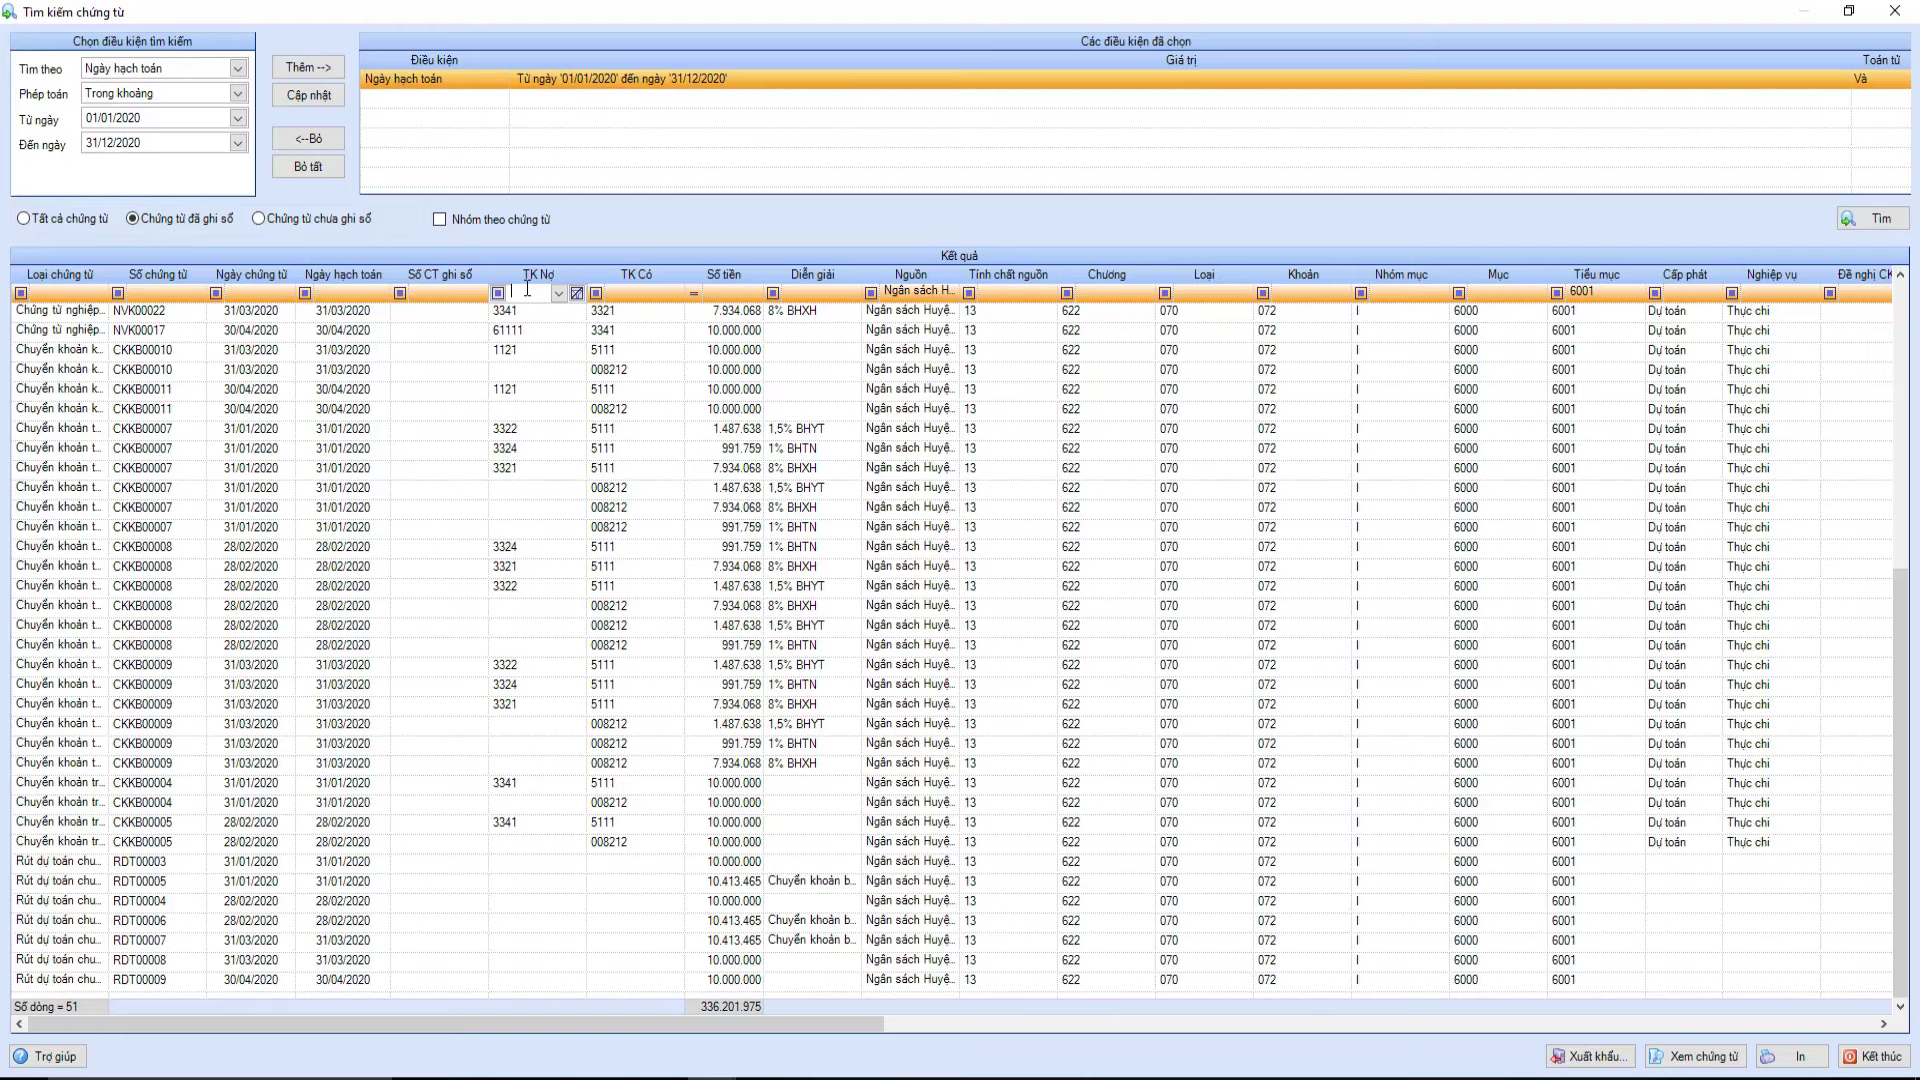 Tìm kiếm chứng từ
Chọn điều kiện tìm kiếm
Tìm theo Ngày hạch toán
Phép toán Trong khoảng
Từ ngày 01/01/2020
Đến ngày 31/12/2020
Thêm -->
Cập nhật
<--Bỏ
Bỏ tất
Các điều kiện đã chọn
Điều kiện Giá trị Toán tử
Ngày hạch toán Từ ngày '01/01/2020' đến ngày '31/12/2020' Và
Tất cả chứng từ Chứng từ đã ghi sổ Chứng từ chưa ghi sổ Nhóm theo chứng từ Tìm
Kết quả
Loại chứng từ Số chứng từ Ngày chứng từ Ngày hạch toán Số CT ghi sổ TK Nợ TK Có Số tiền Diễn giải Nguồn Tính chất nguồn Chương Loại Khoản Nhóm mục Mục Tiểu mục Cấp phát Nghiệp vụ Đề nghị CK
= Ngân sách H... 6001
Chứng từ nghiệp... NVK00022 31/03/2020 31/03/2020 3341 3321 7.934.068 8% BHXH Ngân sách Huyệ... 13 622 070 072 I 6000 6001 Dự toán Thực chi
Chứng từ nghiệp... NVK00017 30/04/2020 30/04/2020 61111 3341 10.000.000 Ngân sách Huyệ... 13 622 070 072 I 6000 6001 Dự toán Thực chi
Chuyển khoản k... CKKB00010 31/03/2020 31/03/2020 1121 5111 10.000.000 Ngân sách Huyệ... 13 622 070 072 I 6000 6001 Dự toán Thực chi
Chuyển khoản k... CKKB00010 31/03/2020 31/03/2020 008212 10.000.000 Ngân sách Huyệ... 13 622 070 072 I 6000 6001 Dự toán Thực chi
Chuyển khoản k... CKKB00011 30/04/2020 30/04/2020 1121 5111 10.000.000 Ngân sách Huyệ... 13 622 070 072 I 6000 6001 Dự toán Thực chi
Chuyển khoản k... CKKB00011 30/04/2020 30/04/2020 008212 10.000.000 Ngân sách Huyệ... 13 622 070 072 I 6000 6001 Dự toán Thực chi
Chuyển khoản t... CKKB00007 31/01/2020 31/01/2020 3322 5111 1.487.638 1,5% BHYT Ngân sách Huyệ... 13 622 070 072 I 6000 6001 Dự toán Thực chi
Chuyển khoản t... CKKB00007 31/01/2020 31/01/2020 3324 5111 991.759 1% BHTN Ngân sách Huyệ... 13 622 070 072 I 6000 6001 Dự toán Thực chi
Chuyển khoản t... CKKB00007 31/01/2020 31/01/2020 3321 5111 7.934.068 8% BHXH Ngân sách Huyệ... 13 622 070 072 I 6000 6001 Dự toán Thực chi
Chuyển khoản t... CKKB00007 31/01/2020 31/01/2020 008212 1.487.638 1,5% BHYT Ngân sách Huyệ... 13 622 070 072 I 6000 6001 Dự toán Thực chi
Chuyển khoản t... CKKB00007 31/01/2020 31/01/2020 008212 7.934.068 8% BHXH Ngân sách Huyệ... 13 622 070 072 I 6000 6001 Dự toán Thực chi
Chuyển khoản t... CKKB00007 31/01/2020 31/01/2020 008212 991.759 1% BHTN Ngân sách Huyệ... 13 622 070 072 I 6000 6001 Dự toán Thực chi
Chuyển khoản t... CKKB00008 28/02/2020 28/02/2020 3324 5111 991.759 1% BHTN Ngân sách Huyệ... 13 622 070 072 I 6000 6001 Dự toán Thực chi
Chuyển khoản t... CKKB00008 28/02/2020 28/02/2020 3321 5111 7.934.068 8% BHXH Ngân sách Huyệ... 13 622 070 072 I 6000 6001 Dự toán Thực chi
Chuyển khoản t... CKKB00008 28/02/2020 28/02/2020 3322 5111 1.487.638 1,5% BHYT Ngân sách Huyệ... 13 622 070 072 I 6000 6001 Dự toán Thực chi
Chuyển khoản t... CKKB00008 28/02/2020 28/02/2020 008212 7.934.068 8% BHXH Ngân sách Huyệ... 13 622 070 072 I 6000 6001 Dự toán Thực chi
Chuyển khoản t... CKKB00008 28/02/2020 28/02/2020 008212 1.487.638 1,5% BHYT Ngân sách Huyệ... 13 622 070 072 I 6000 6001 Dự toán Thực chi
Chuyển khoản t... CKKB00008 28/02/2020 28/02/2020 008212 991.759 1% BHTN Ngân sách Huyệ... 13 622 070 072 I 6000 6001 Dự toán Thực chi
Chuyển khoản t... CKKB00009 31/03/2020 31/03/2020 3322 5111 1.487.638 1,5% BHYT Ngân sách Huyệ... 13 622 070 072 I 6000 6001 Dự toán Thực chi
Chuyển khoản t... CKKB00009 31/03/2020 31/03/2020 3324 5111 991.759 1% BHTN Ngân sách Huyệ... 13 622 070 072 I 6000 6001 Dự toán Thực chi
Chuyển khoản t... CKKB00009 31/03/2020 31/03/2020 3321 5111 7.934.068 8% BHXH Ngân sách Huyệ... 13 622 070 072 I 6000 6001 Dự toán Thực chi
Chuyển khoản t... CKKB00009 31/03/2020 31/03/2020 008212 1.487.638 1,5% BHYT Ngân sách Huyệ... 13 622 070 072 I 6000 6001 Dự toán Thực chi
Chuyển khoản t... CKKB00009 31/03/2020 31/03/2020 008212 991.759 1% BHTN Ngân sách Huyệ... 13 622 070 072 I 6000 6001 Dự toán Thực chi
Chuyển khoản t... CKKB00009 31/03/2020 31/03/2020 008212 7.934.068 8% BHXH Ngân sách Huyệ... 13 622 070 072 I 6000 6001 Dự toán Thực chi
Chuyển khoản tr... CKKB00004 31/01/2020 31/01/2020 3341 5111 10.000.000 Ngân sách Huyệ... 13 622 070 072 I 6000 6001 Dự toán Thực chi
Chuyển khoản tr... CKKB00004 31/01/2020 31/01/2020 008212 10.000.000 Ngân sách Huyệ... 13 622 070 072 I 6000 6001 Dự toán Thực chi
Chuyển khoản tr... CKKB00005 28/02/2020 28/02/2020 3341 5111 10.000.000 Ngân sách Huyệ... 13 622 070 072 I 6000 6001 Dự toán Thực chi
Chuyển khoản tr... CKKB00005 28/02/2020 28/02/2020 008212 10.000.000 Ngân sách Huyệ... 13 622 070 072 I 6000 6001 Dự toán Thực chi
Rút dự toán chu... RDT00003 31/01/2020 31/01/2020 10.000.000 Ngân sách Huyệ... 13 622 070 072 I 6000 6001
Rút dự toán chu... RDT00005 31/01/2020 31/01/2020 10.413.465 Chuyển khoản b... Ngân sách Huyệ... 13 622 070 072 I 6000 6001
Rút dự toán chu... RDT00004 28/02/2020 28/02/2020 10.000.000 Ngân sách Huyệ... 13 622 070 072 I 6000 6001
Rút dự toán chu... RDT00006 28/02/2020 28/02/2020 10.413.465 Chuyển khoản b... Ngân sách Huyệ... 13 622 070 072 I 6000 6001
Rút dự toán chu... RDT00007 31/03/2020 31/03/2020 10.413.465 Chuyển khoản b... Ngân sách Huyệ... 13 622 070 072 I 6000 6001
Rút dự toán chu... RDT00008 31/03/2020 31/03/2020 10.000.000 Ngân sách Huyệ... 13 622 070 072 I 6000 6001
Rút dự toán chu... RDT00009 30/04/2020 30/04/2020 10.000.000 Ngân sách Huyệ... 13 622 070 072 I 6000 6001
Số dòng = 51 336.201.975
Trợ giúp Xuất khẩu... Xem chứng từ In Kết thúc